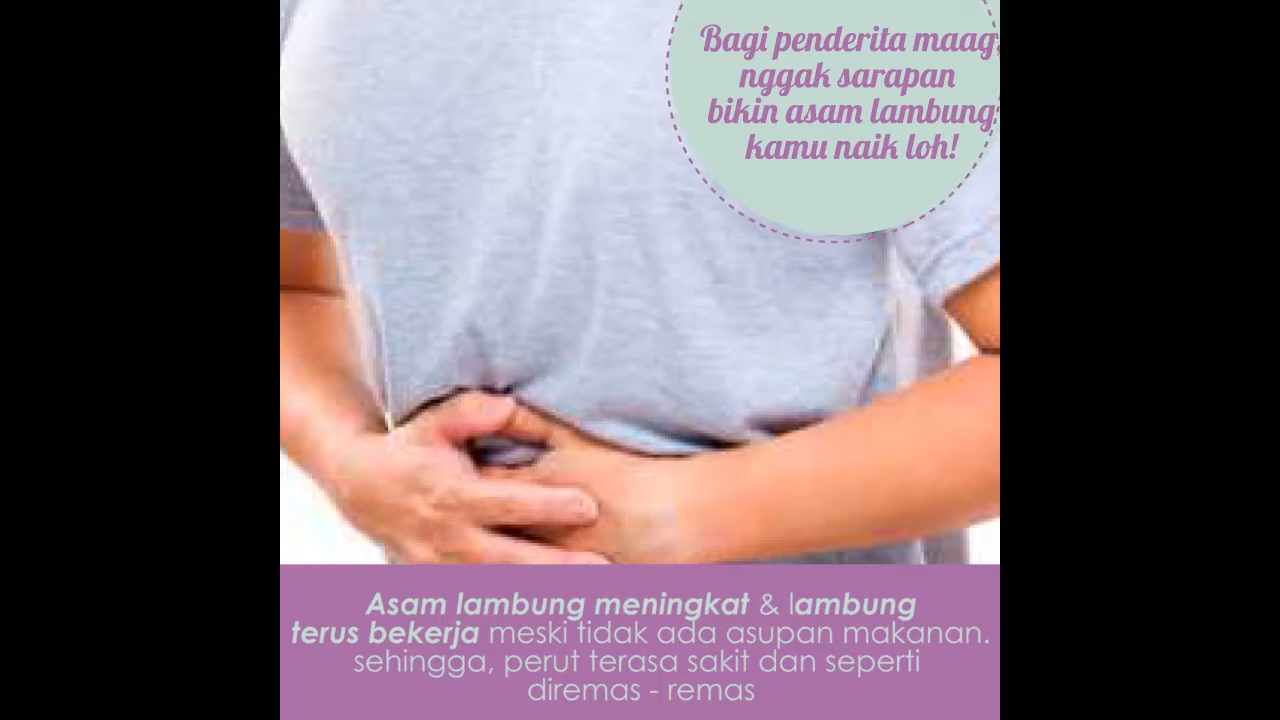 Bagi penderita maag,
nggak sarapan
bikin asam lambung
kamu naik loh!
Asam lambung meningkat & lambung
terus bekerja meski tidak ada asupan makanan.
sehingga, perut terasa sakit dan seperti
diremas - remas